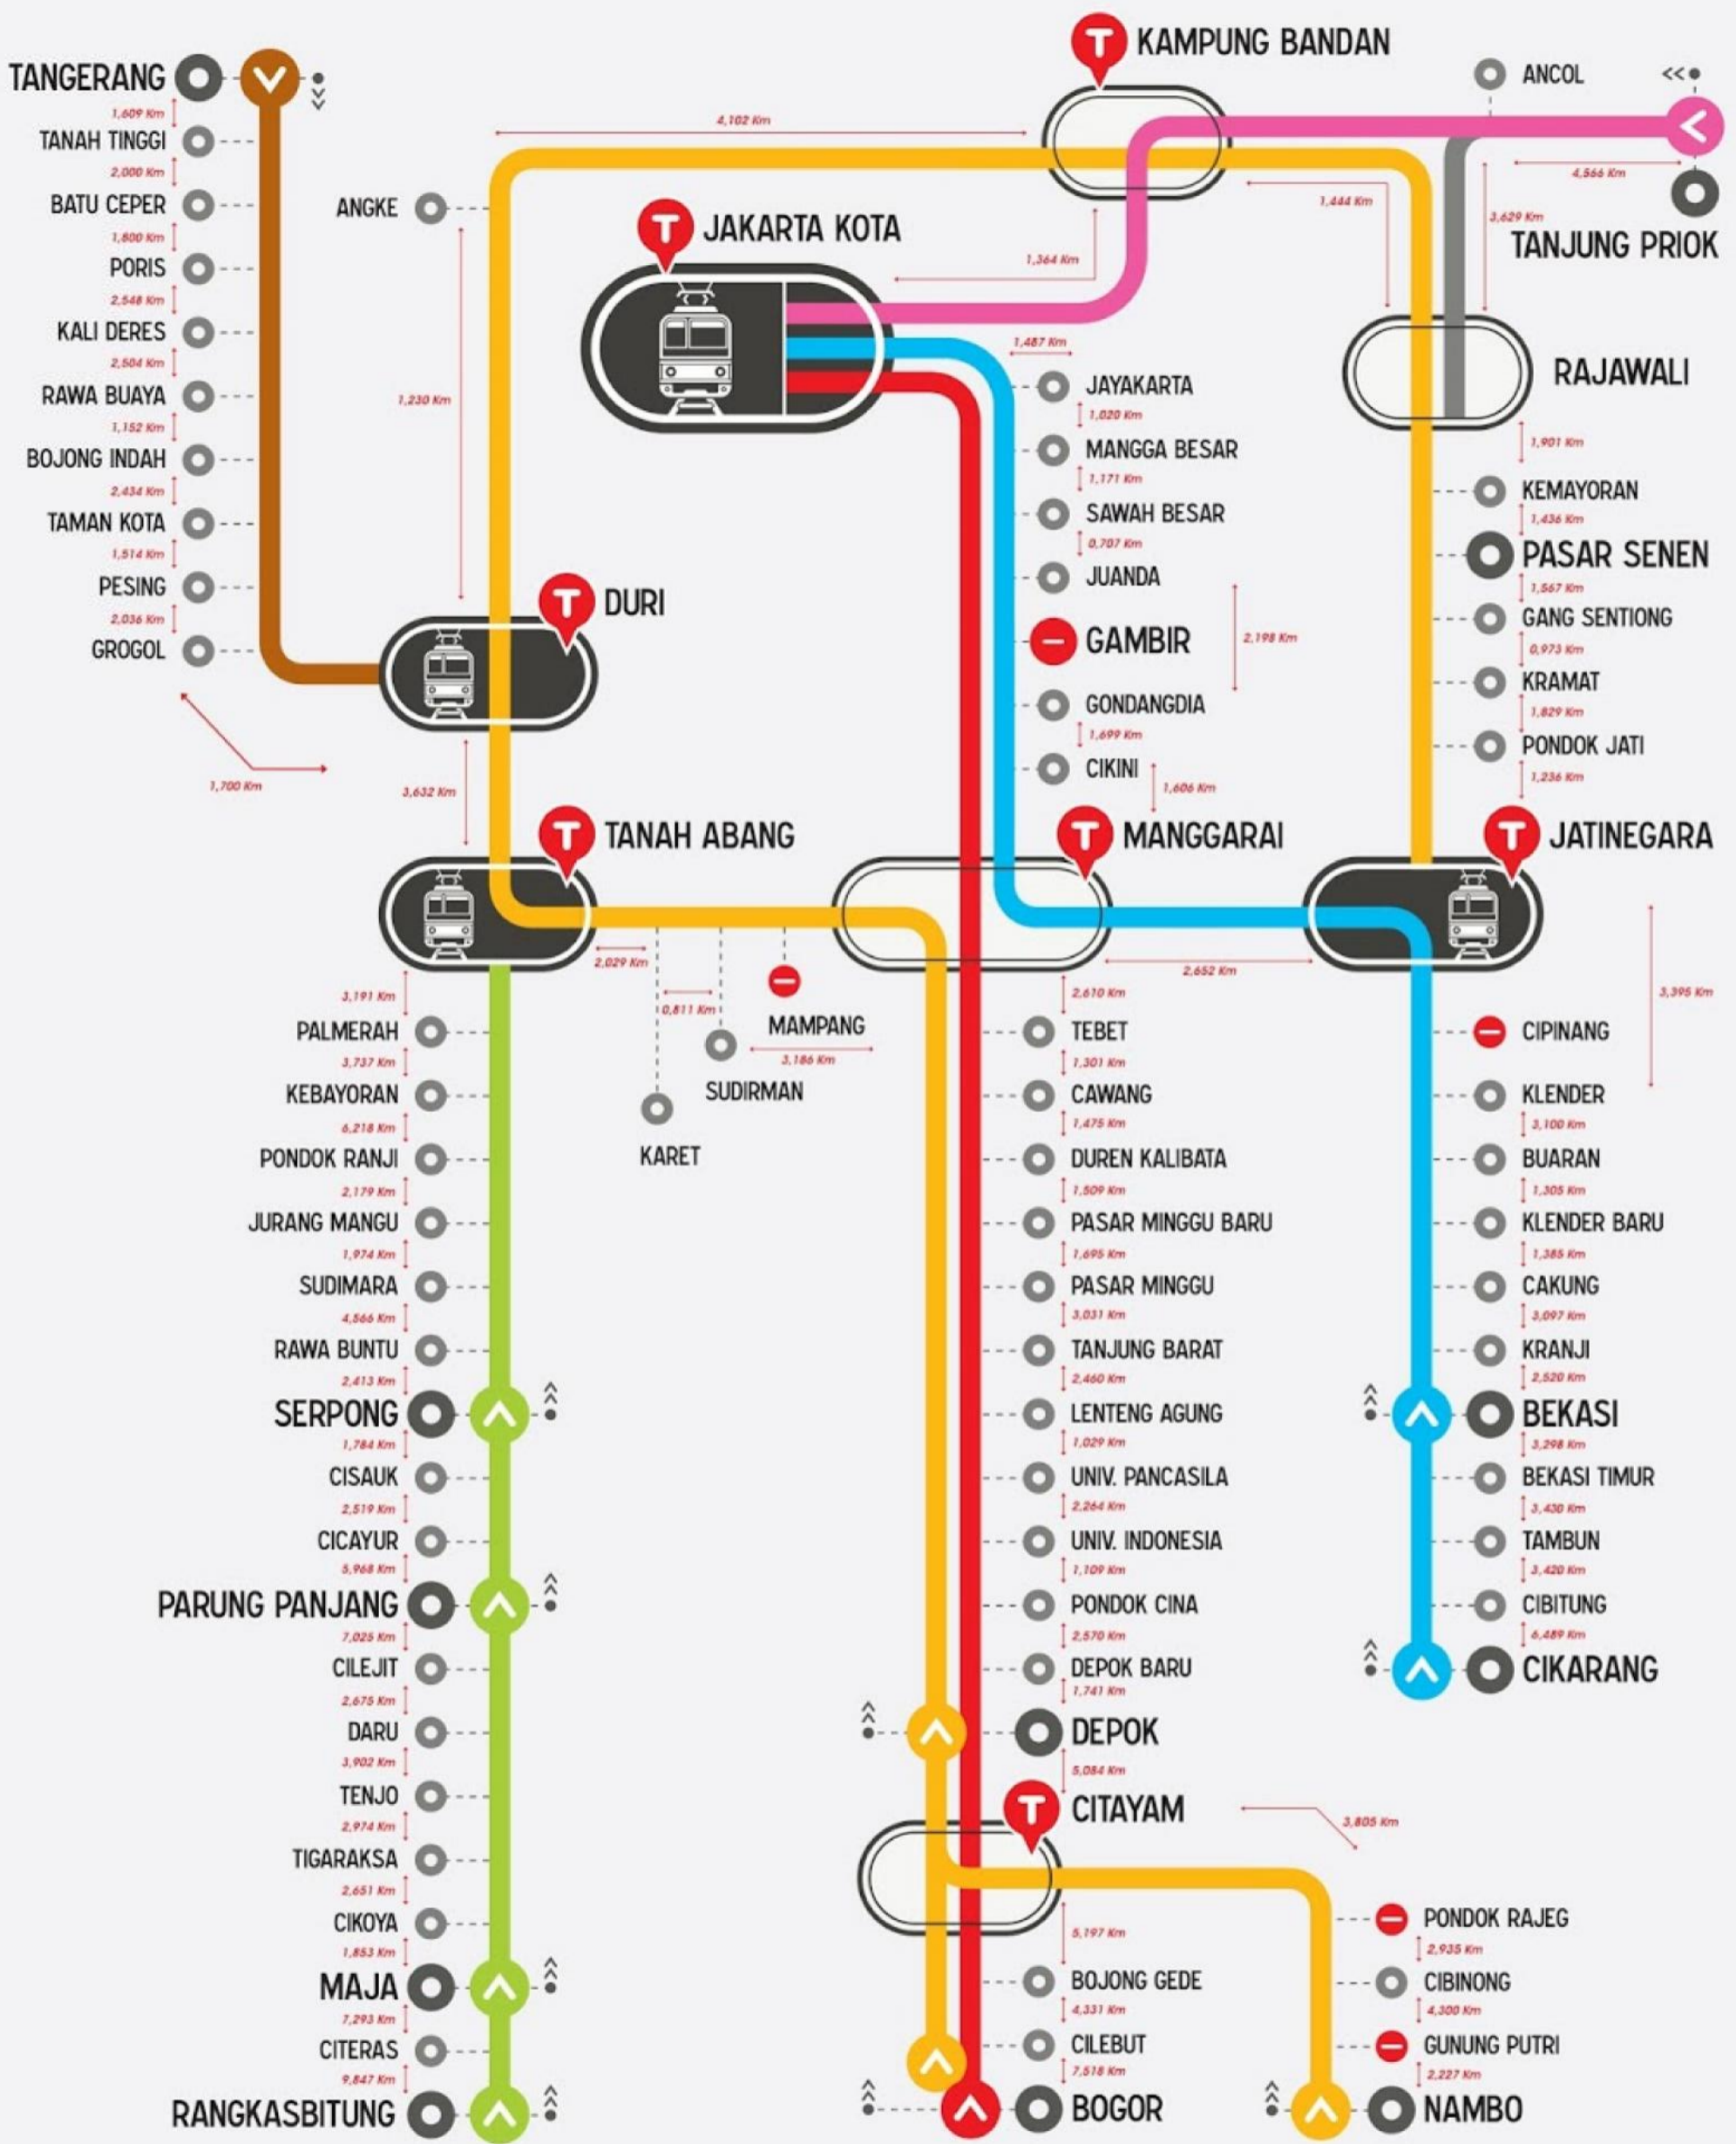 KAMPUNG BANDAN
T
ANCOL
<<
TANGERANG
1,609 Km
TANAH TINGGI
2,000 Km
BATU CEPER
1,800 Km
PORIS
2,548 Km
KALI DERES
2,504 Km
RAWA BUAYA
1,152 Km
BOJONG INDAH
2,434 Km
TAMAN KOTA
1,514 Km
PESING
2,036 Km
GROGOL
1,700 Km
4,102 Km
ANGKE
1,230 Km
T
JAKARTA KOTA
1,364 Km
1,444 Km
3,629 Km
4,566 Km
TANJUNG PRIOK
RAJAWALI
1,901 Km
KEMAYORAN
1,436 Km
PASAR SENEN
1,567 Km
GANG SENTIONG
0,973 Km
KRAMAT
1,829 Km
PONDOK JATI
1,236 Km
T
JATINEGARA
1,487 Km
JAYAKARTA
1,020 Km
MANGGA BESAR
1,171 Km
SAWAH BESAR
0,707 Km
JUANDA
GAMBIR
2,198 Km
GONDANGDIA
1,699 Km
CIKINI
1,606 Km
T
MANGGARAI
T
DURI
3,632 Km
T
TANAH ABANG
2,029 Km
0,811 Km
MAMPANG
3,186 Km
SUDIRMAN
KARET
2,652 Km
3,395 Km
3,191 Km
PALMERAH
3,737 Km
KEBAYORAN
6,218 Km
PONDOK RANJI
2,179 Km
JURANG MANGU
1,974 Km
SUDIMARA
4,566 Km
RAWA BUNTU
2,413 Km
SERPONG
1,784 Km
CISAUK
2,519 Km
CICAYUR
5,968 Km
PARUNG PANJANG
7,025 Km
CILEJIT
2,675 Km
DARU
3,902 Km
TENJO
2,974 Km
TIGARAKSA
2,651 Km
CIKOYA
1,853 Km
MAJA
7,293 Km
CITERAS
9,847 Km
RANGKASBITUNG
2,610 Km
TEBET
1,301 Km
CAWANG
1,475 Km
DUREN KALIBATA
1,509 Km
PASAR MINGGU BARU
1,695 Km
PASAR MINGGU
3,031 Km
TANJUNG BARAT
2,460 Km
LENTENG AGUNG
1,029 Km
UNIV. PANCASILA
2,264 Km
UNIV. INDONESIA
1,109 Km
PONDOK CINA
2,570 Km
DEPOK BARU
1,741 Km
DEPOK
5,084 Km
T
CITAYAM
3,805 Km
5,197 Km
BOJONG GEDE
4,331 Km
CILEBUT
7,518 Km
BOGOR
CIPINANG
KLENDER
3,100 Km
BUARAN
1,305 Km
KLENDER BARU
1,385 Km
CAKUNG
3,097 Km
KRANJI
2,520 Km
BEKASI
3,298 Km
BEKASI TIMUR
3,430 Km
TAMBUN
3,420 Km
CIBITUNG
6,489 Km
CIKARANG
PONDOK RAJEG
2,935 Km
CIBINONG
4,300 Km
GUNUNG PUTRI
2,227 Km
NAMBO